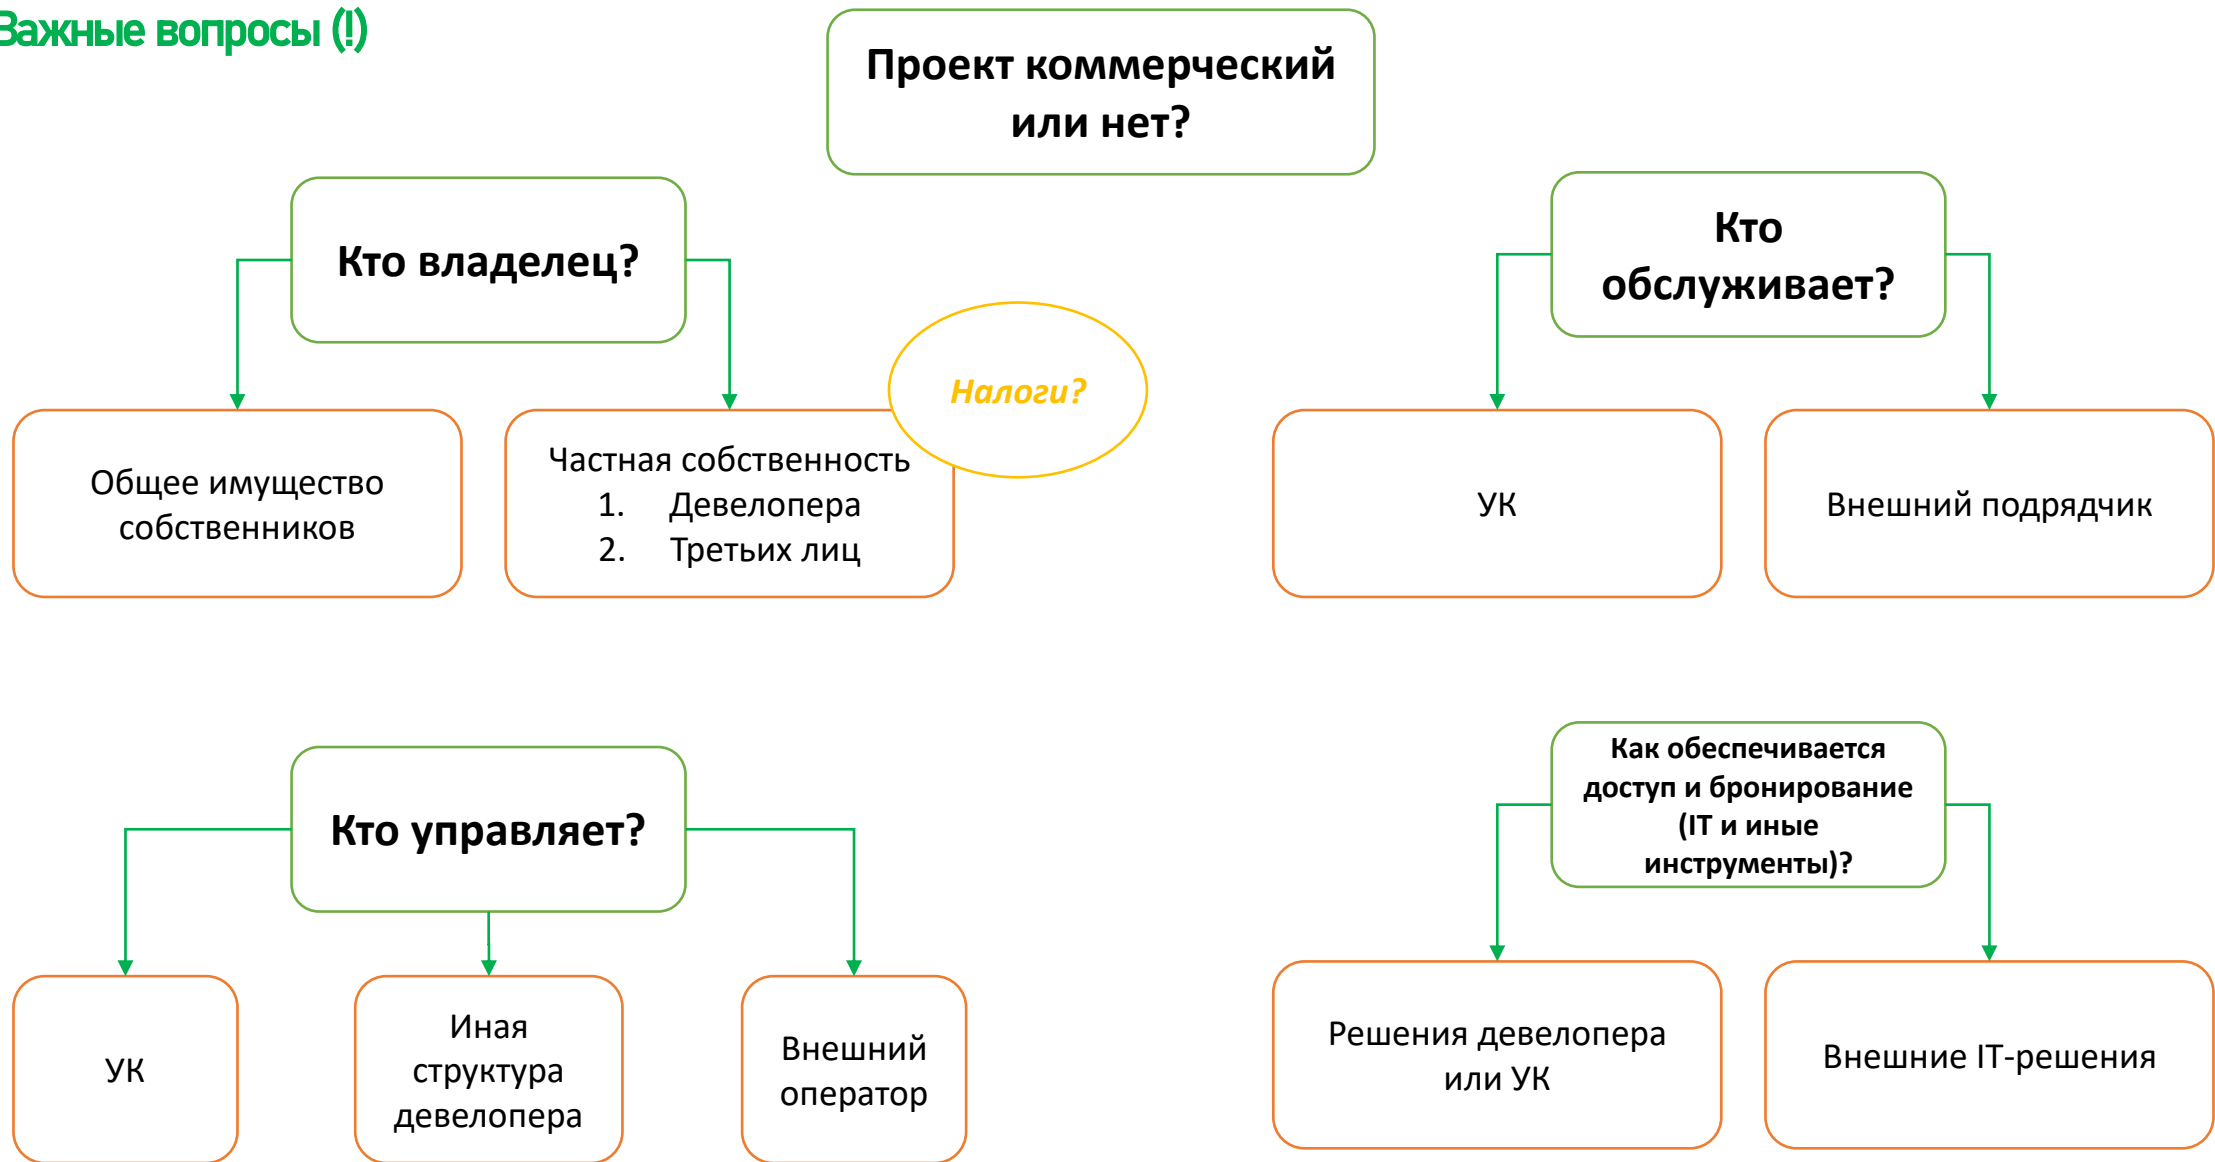 Важные вопросы (!)
Проект коммерческий
или нет?
Кто владелец?
Кто
обслуживает?
Налоги?
Общее имущество
собственников
Частная собственность
1. Девелопера
2. Третьих лиц
УК
Внешний подрядчик
Кто управляет?
Как обеспечивается
доступ и бронирование
(IT и иные
инструменты)?
УК
Иная
структура
девелопера
Внешний
оператор
Решения девелопера
или УК
Внешние IT-решения